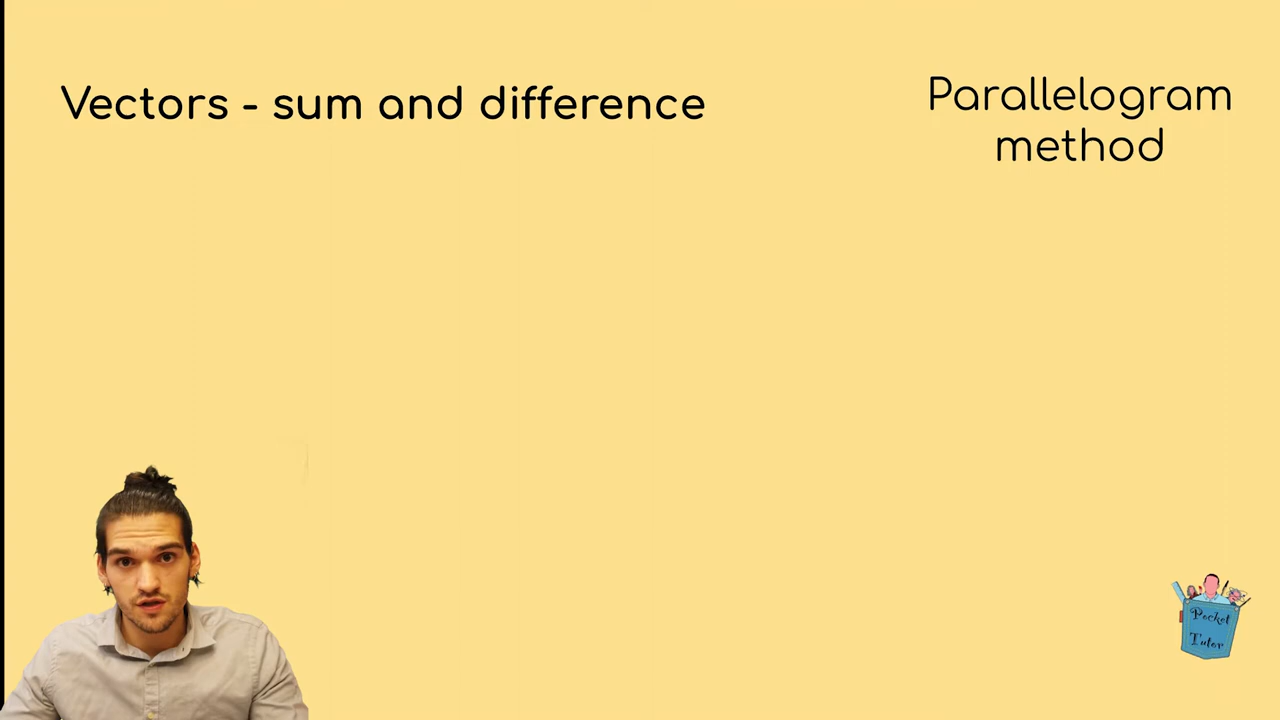 Vectors - sum and difference
Parallelogram
method
Pocket
Tutor